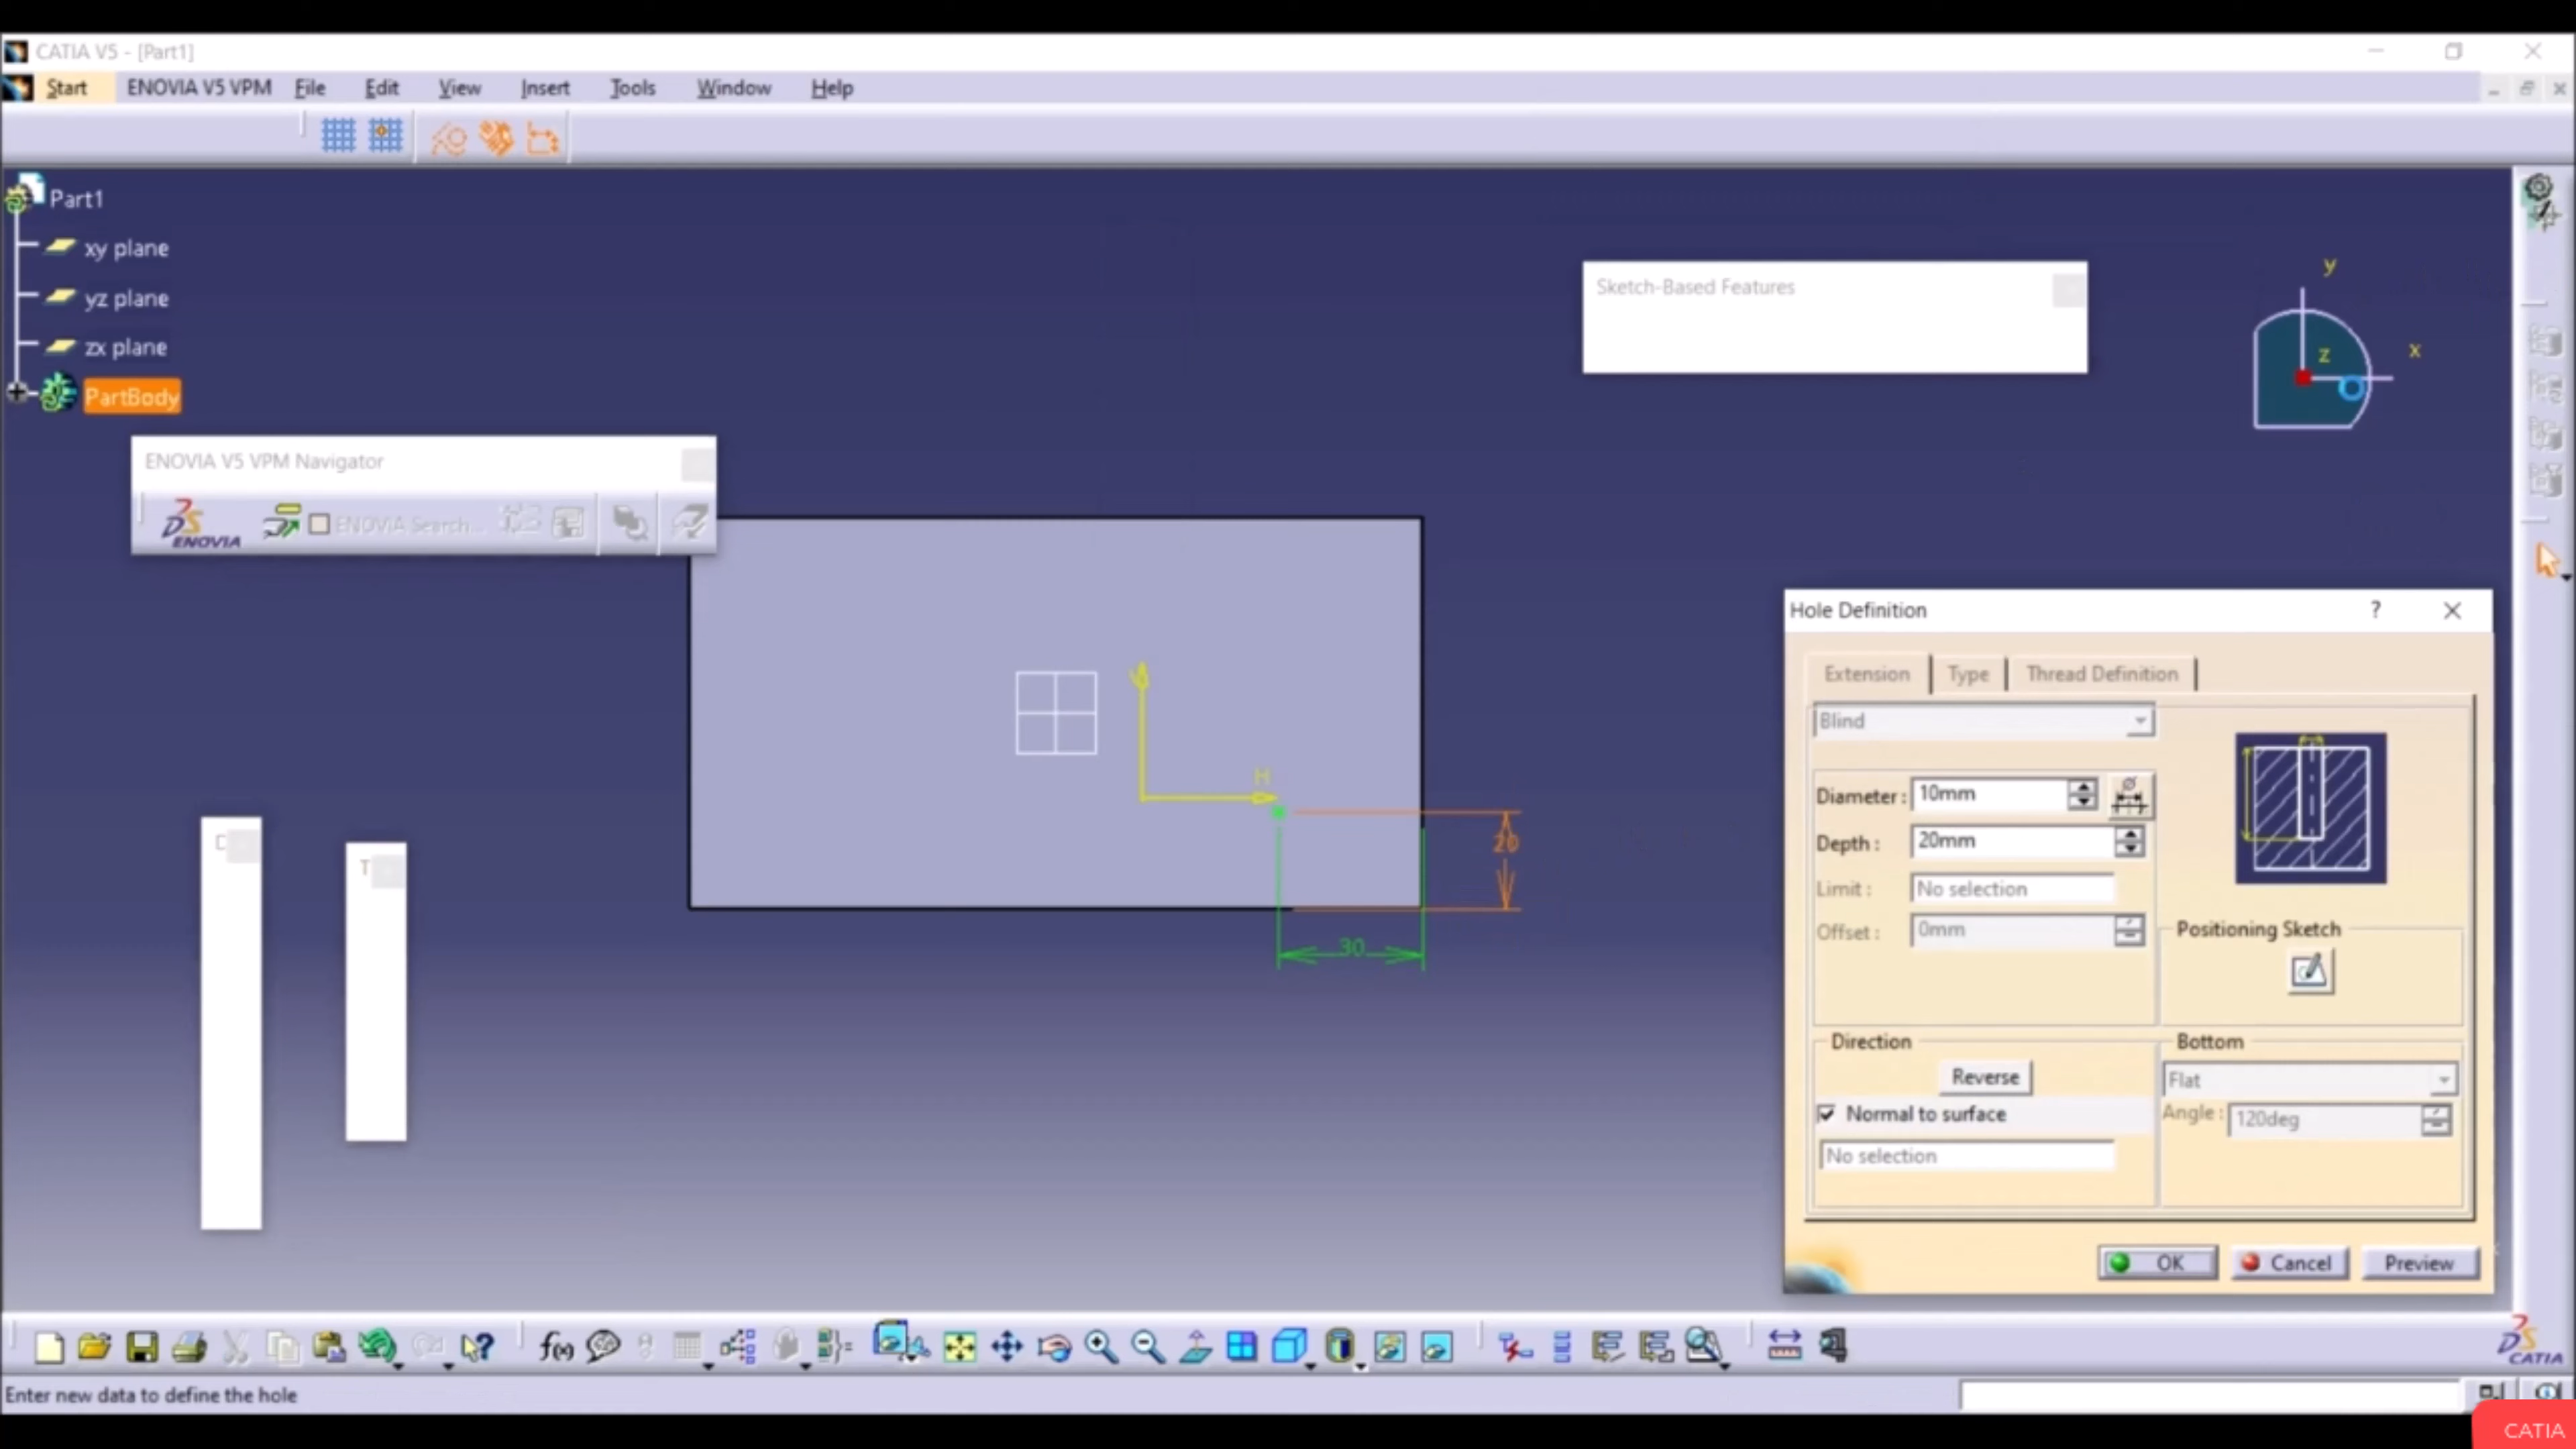 CATIA V5 - [Part1]
Start ENOVIA V5 VPM File Edit View Insert Tools Window Help
Part1
xy plane
yz plane
zx plane
PartBody
Sketch-Based Features
y
x
z
ENOVIA V5 VPM Navigator
ENOVIA
ENOVIA Search...
V
H
20
30
T
Hole Definition ? ×
Extension Type Thread Definition
Blind
Diameter : 10mm
Depth : 20mm
Limit : No selection
Offset : 0mm
Positioning Sketch
Direction
Reverse
Normal to surface
No selection
Bottom
Flat
Angle : 120deg
OK Cancel Preview
f(x)
CATIA
Enter new data to define the hole
CATIA